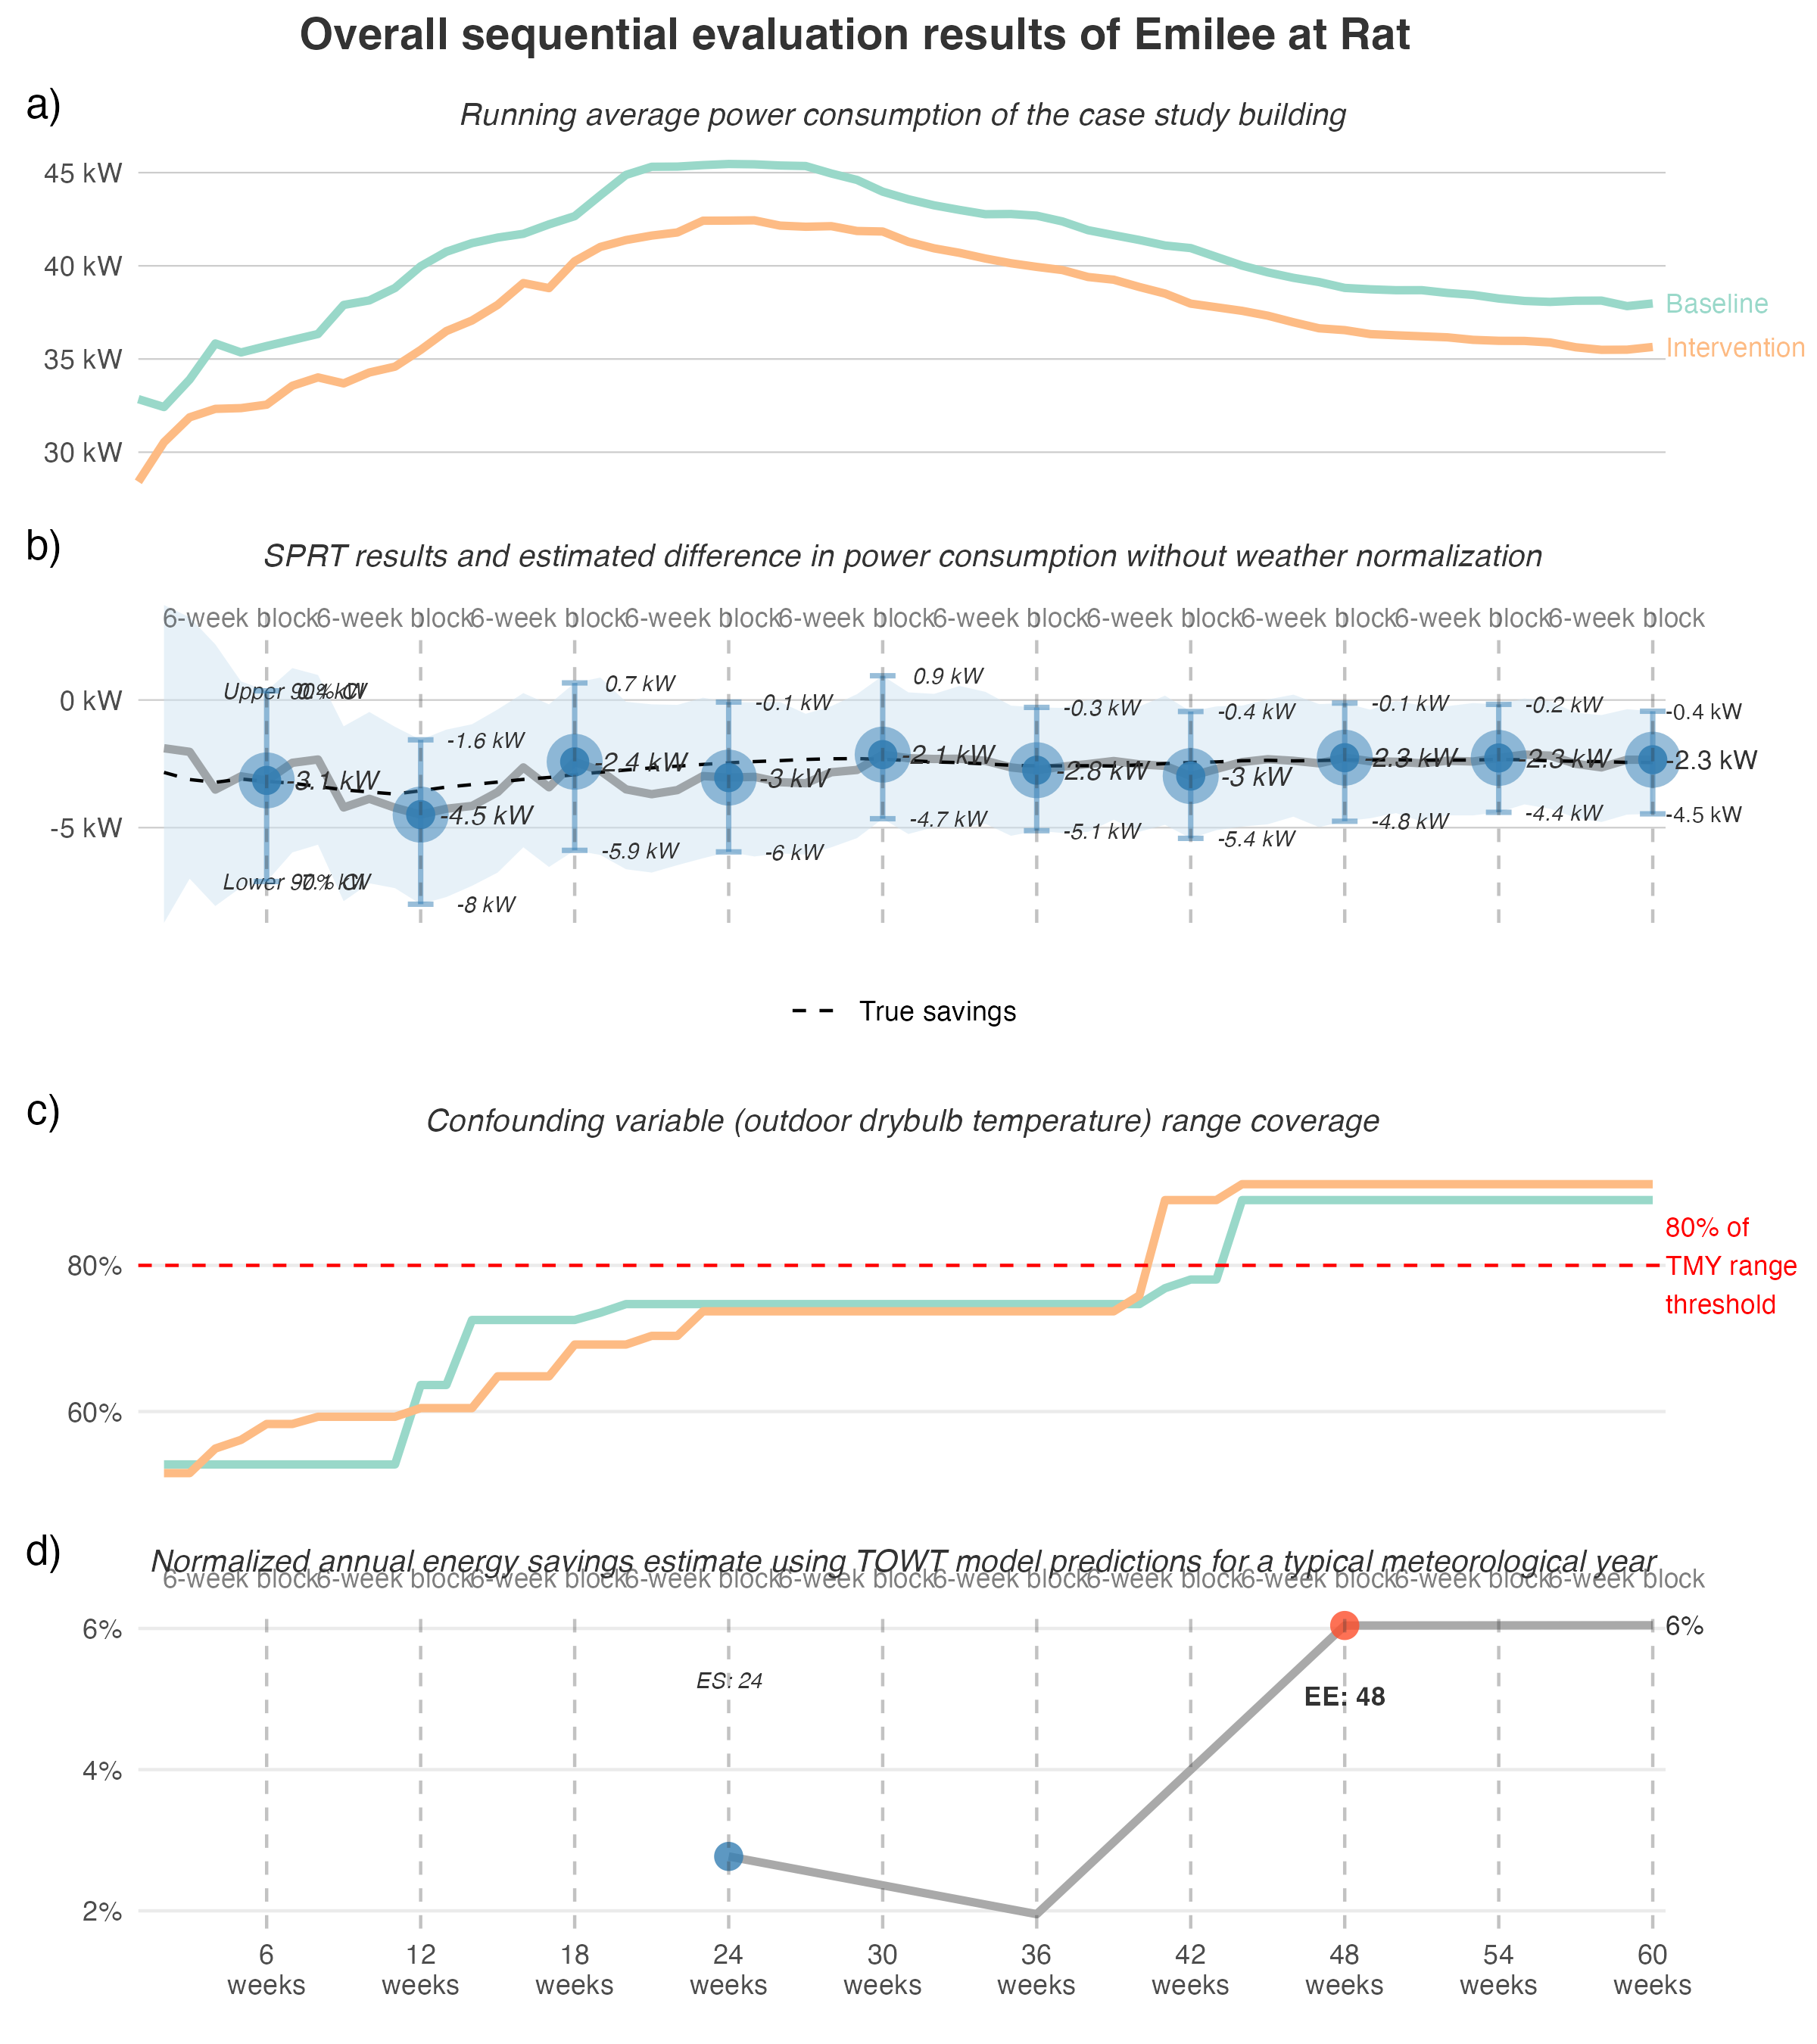 Overall sequential evaluation results of Emilee at Rat
a)
Running average power consumption of the case study building
45 kW
40 kW
35 kW
30 kW
Baseline
Intervention
b)
SPRT results and estimated difference in power consumption without weather normalization
6-week block 6-week block 6-week block 6-week block 6-week block 6-week block 6-week block 6-week block 6-week block 6-week block
0 kW
-5 kW
Upper 90% CI
0.4 kW
-1.6 kW
0.7 kW
-0.1 kW
0.9 kW
-0.3 kW
-0.4 kW
-0.1 kW
-0.2 kW
-0.4 kW
-3.1 kW
-4.5 kW
-2.4 kW
-3 kW
-2.1 kW
-2.8 kW
-3 kW
-2.3 kW
-2.3 kW
-2.3 kW
Lower 90% CI
-7.1 kW
-8 kW
-5.9 kW
-6 kW
-4.7 kW
-5.1 kW
-5.4 kW
-4.8 kW
-4.4 kW
-4.5 kW
True savings
c)
Confounding variable (outdoor drybulb temperature) range coverage
80%
60%
80% of
TMY range
threshold
d)
Normalized annual energy savings estimate using TOWT model predictions for a typical meteorological year
6-week block 6-week block 6-week block 6-week block 6-week block 6-week block 6-week block 6-week block 6-week block 6-week block
6%
4%
2%
6%
ES: 24
EE: 48
6 12 18 24 30 36 42 48 54 60
weeks weeks weeks weeks weeks weeks weeks weeks weeks weeks